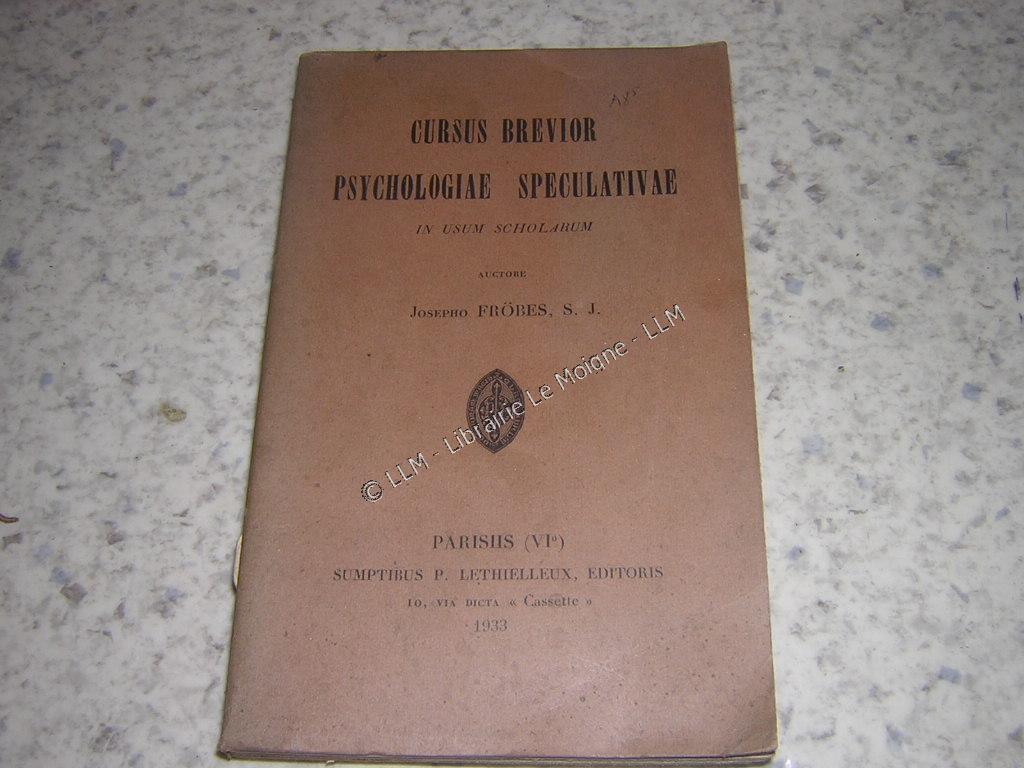 CURSUS BREVIOR
PSYCHOLOGIAE SPECULATIVAE
IN USUM SCHOLARUM
AUCTORE
JOSEPHO FRÖBES, S. J.
© LLM - Librairie Le Moigne - LLM
PARISIIS (VIᵒ)
SUMPTIBUS P. LETHIELLEUX, EDITORIS
10, VIA DICTA « Cassette »
1933